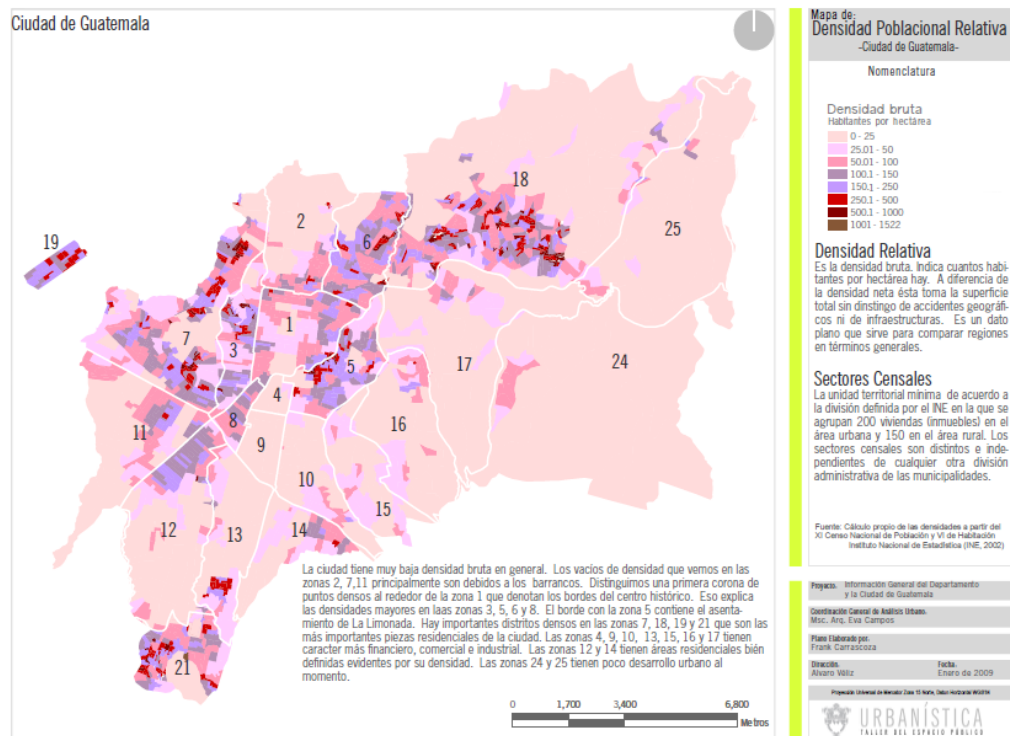 Ciudad de Guatemala
19
2
18
25
6
1
7
3
5
17
24
4
8
11
16
9
10
15
12
13
14
21
La ciudad tiene muy baja densidad bruta en general. Los vacíos de densidad que vemos en las
zonas 2, 7,11 principalmente son debidos a los barrancos. Distinguimos una primera corona de
puntos densos al rededor de la zona 1 que denotan los bordes del centro histórico. Eso explica
las densidades mayores en laas zonas 3, 5, 6 y 8. El borde con la zona 5 contiene el asenta-
miento de La Limonada. Hay importantes distritos densos en las zonas 7, 18, 19 y 21 que son las
más importantes piezas residenciales de la ciudad. Las zonas 4, 9, 10, 13, 15, 16 y 17 tienen
caracter más financiero, comercial e industrial. Las zonas 12 y 14 tienen áreas residenciales bién
definidas evidentes por su densidad. Las zonas 24 y 25 tienen poco desarrollo urbano al
momento.
0 1,700 3,400 6,800
Metros
Mapa de:
Densidad Poblacional Relativa
-Ciudad de Guatemala-
Nomenclatura
Densidad bruta
Habitantes por hectárea
0 - 25
25.01 - 50
50.01 - 100
100.1 - 150
150.1 - 250
250.1 - 500
500.1 - 1000
1001 - 1522
Densidad Relativa
Es la densidad bruta. Indica cuantos habi-
tantes por hectárea hay. A diferencia de
la densidad neta ésta toma la superficie
total sin dinstingo de accidentes geográfi-
cos ni de infraestructuras. Es un dato
plano que sirve para comparar regiones
en términos generales.
Sectores Censales
La unidad territorial mínima de acuerdo a
la división definida por el INE en la que se
agrupan 200 viviendas (inmuebles) en el
área urbana y 150 en el área rural. Los
sectores censales son distintos e inde-
pendientes de cualquier otra división
administrativa de las municipalidades.
Fuente: Cálculo propio de las densidades a partir del
XI Censo Nacional de Población y VI de Habitación
Instituto Nacional de Estadística (INE, 2002)
Proyecto. Información General del Departamento
y la Ciudad de Guatemala
Coordinación General de Análisis Urbano.
Msc. Arq. Eva Campos
Plano Elaborado por:
Frank Carrascoza
Dirección. Fecha.
Alvaro Véliz Enero de 2009
Proyección Universal de Mercator Zona 15 Norte, Datum Horizontal WGS84
URBANÍSTICA
TALLER DEL ESPACIO PÚBLICO